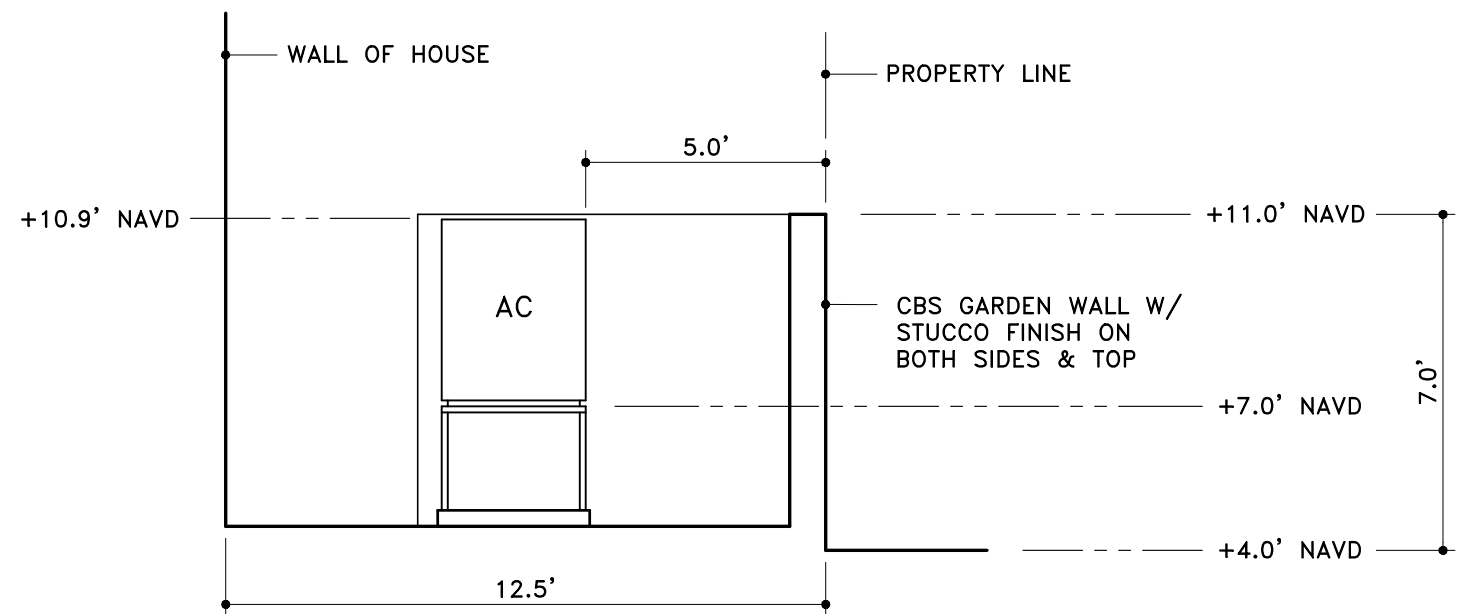 WALL OF HOUSE
PROPERTY LINE
5.0’
+10.9’ NAVD
+11.0’ NAVD
AC
CBS GARDEN WALL W/
STUCCO FINISH ON
BOTH SIDES & TOP
7.0’
+7.0’ NAVD
+4.0’ NAVD
12.5’